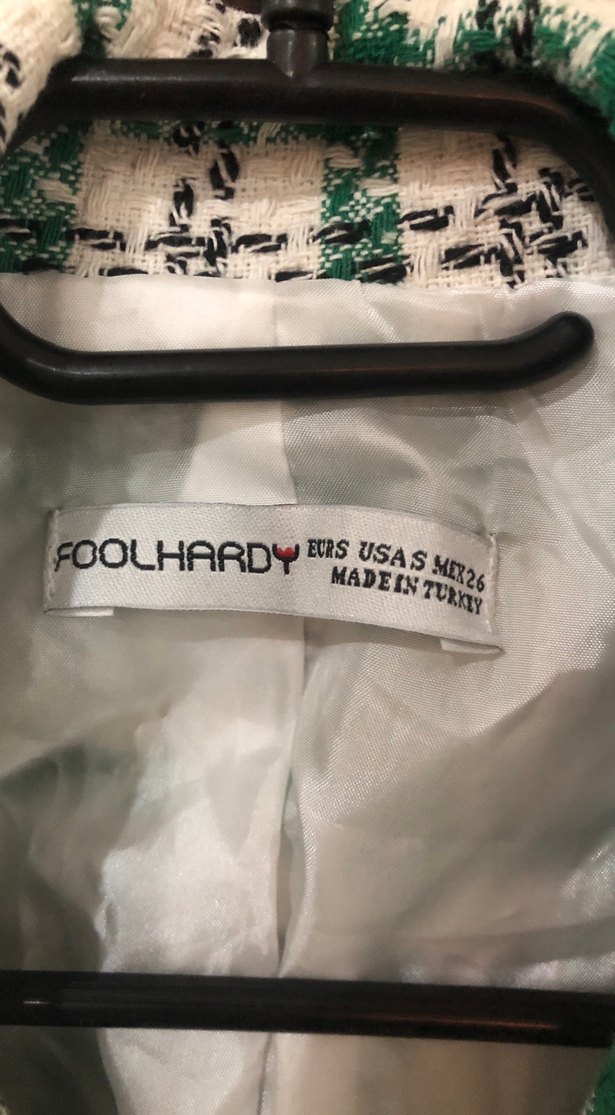 FOOLHARDY EUR S USA S MEX 26
MADE IN TURKEY